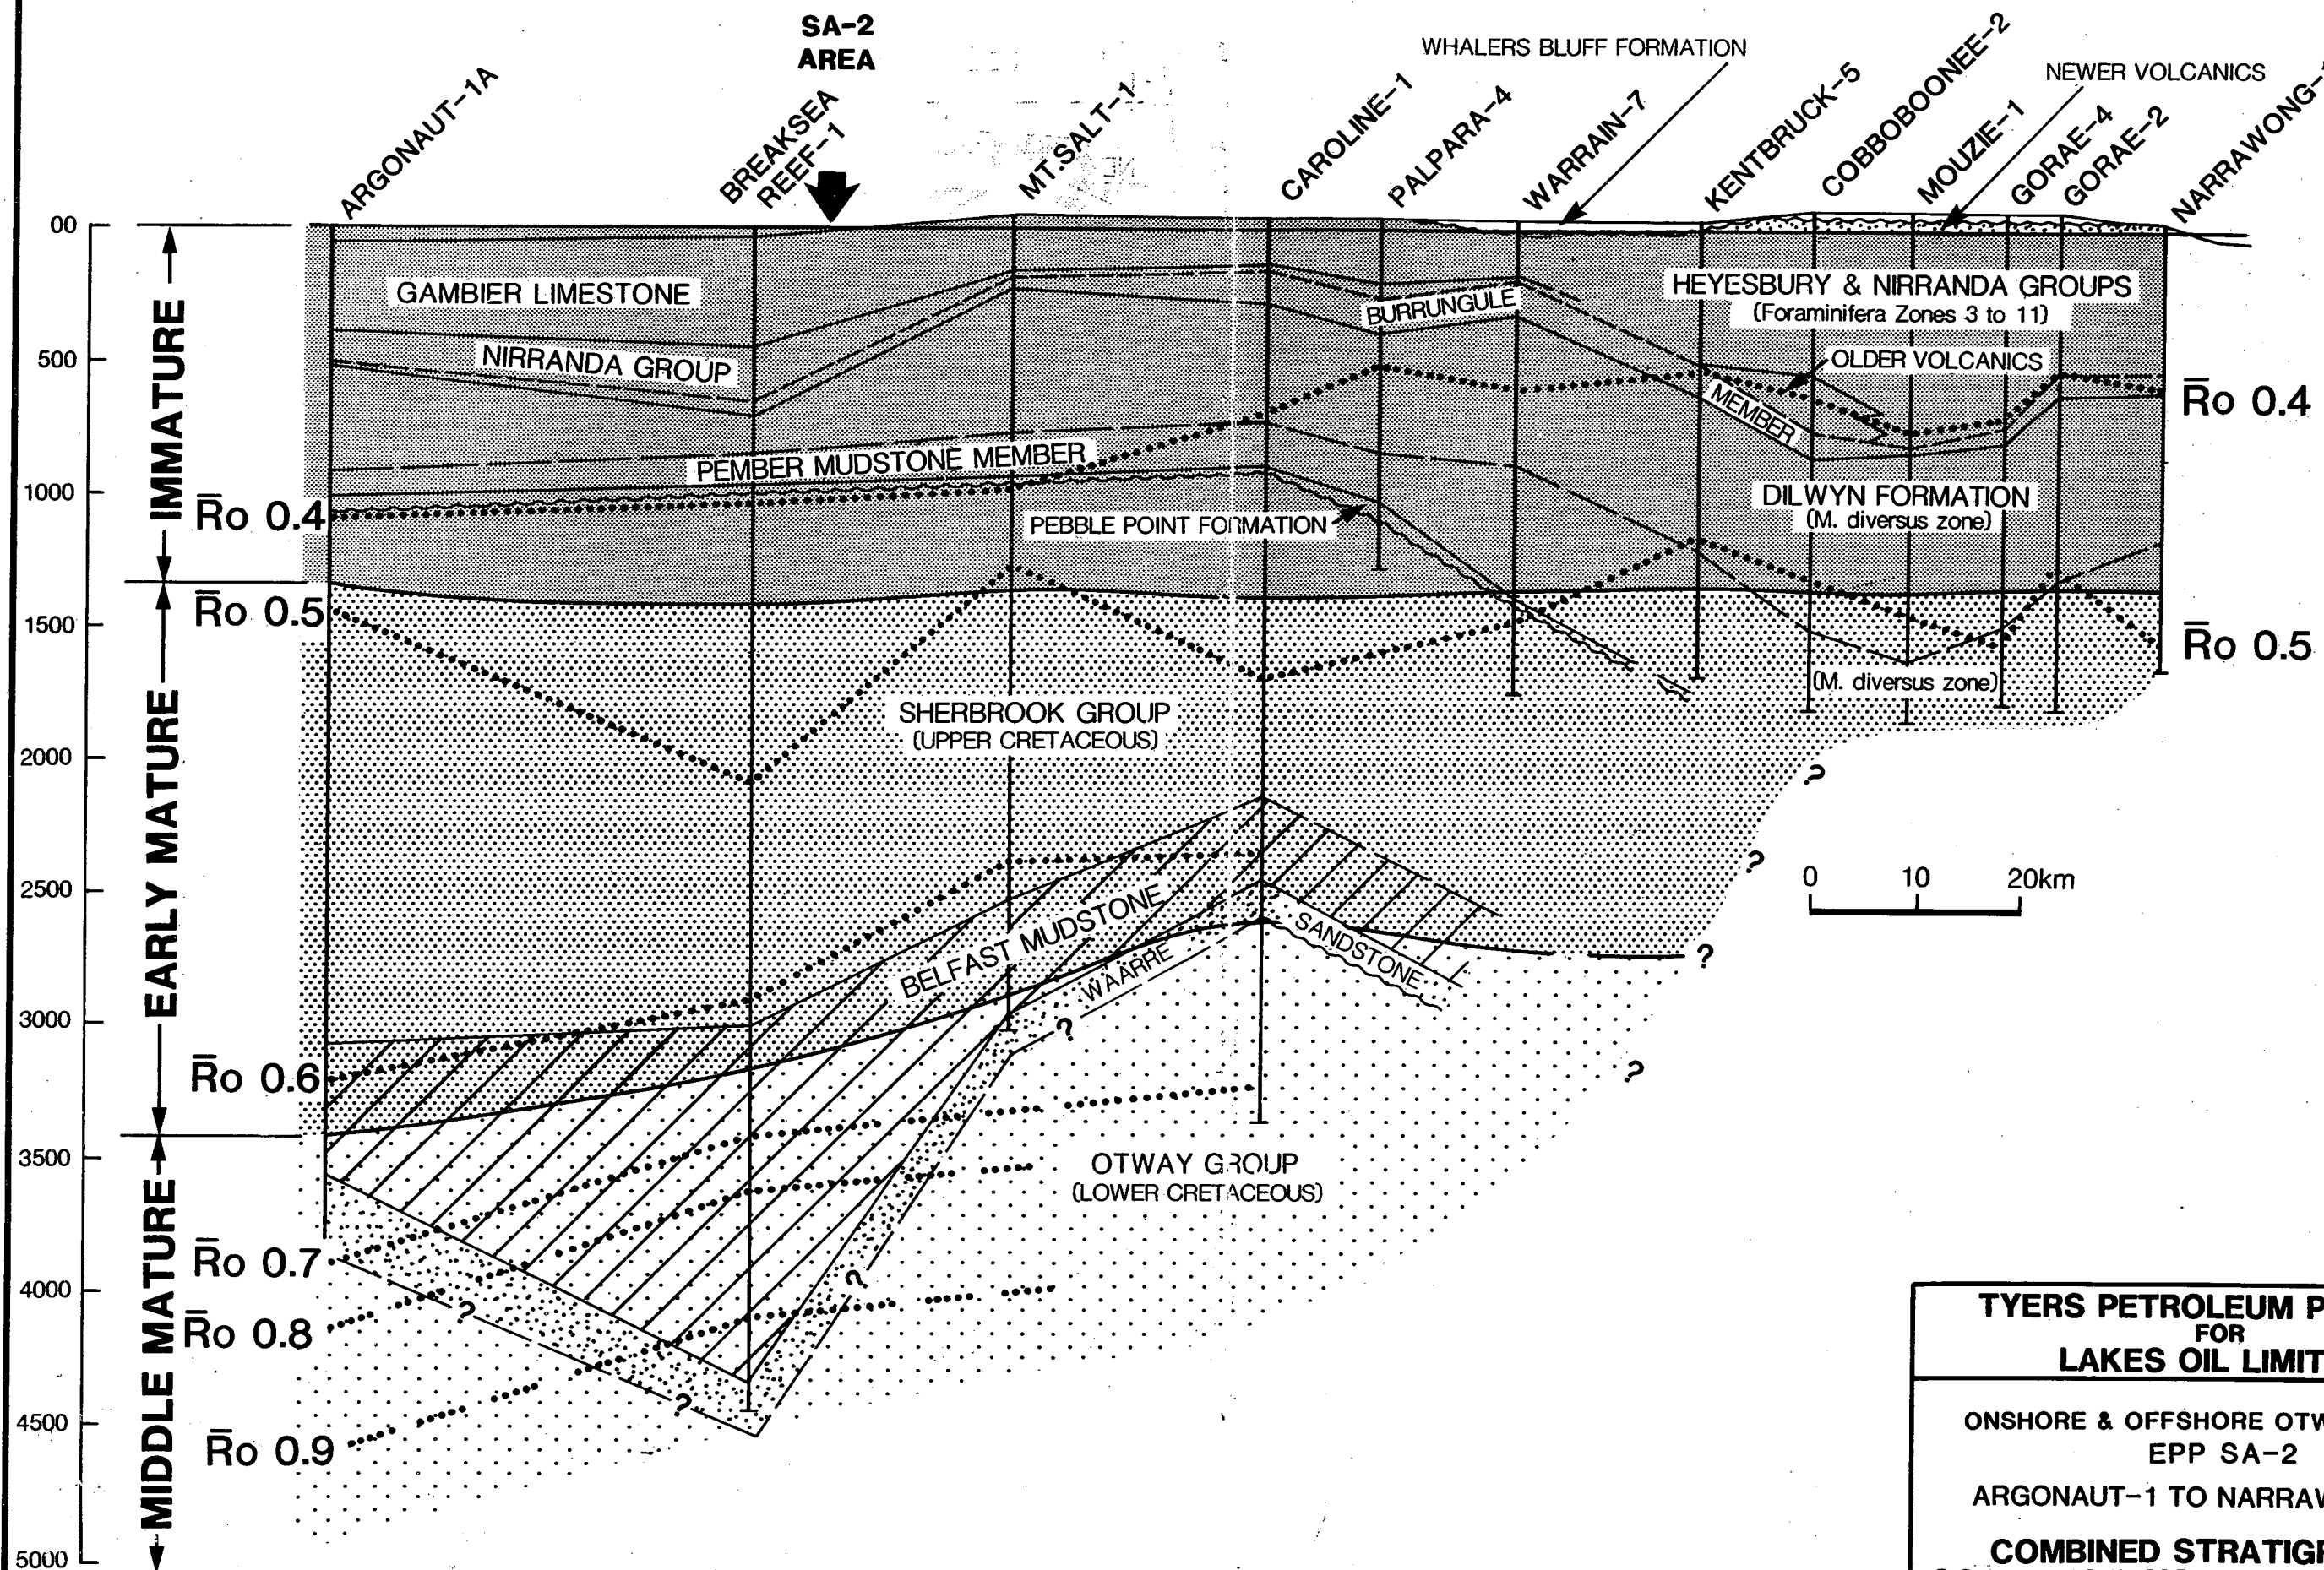 SA-2
AREA
WHALERS BLUFF FORMATION
NEWER VOLCANICS
ARGONAUT-1A
BREAKSEA
REEF-1
MT.SALT-1
CAROLINE-1
PALPARA-4
WARRAIN-7
KENTBRUCK-5
COBBOBOONEE-2
MOUZIE-1
GORAE-4
GORAE-2
NARRAWONG-
00
500
1000
1500
2000
2500
3000
3500
4000
4500
5000
IMMATURE
EARLY MATURE
MIDDLE MATURE
GAMBIER LIMESTONE
NIRRANDA GROUP
PEMBER MUDSTONE MEMBER
BURRUNGULE
MEMBER
HEYESBURY & NIRRANDA GROUPS
(Foraminifera Zones 3 to 11)
OLDER VOLCANICS
DILWYN FORMATION
(M. diversus zone)
PEBBLE POINT FORMATION
(M. diversus zone)
SHERBROOK GROUP
(UPPER CRETACEOUS)
BELFAST MUDSTONE
WAARRE
SANDSTONE
OTWAY GROUP
(LOWER CRETACEOUS)
R̅o 0.4
R̅o 0.5
R̅o 0.6
R̅o 0.7
R̅o 0.8
R̅o 0.9
R̅o 0.4
R̅o 0.5
?
?
?
?
?
?
?
?
0 10 20km
TYERS PETROLEUM P
FOR
LAKES OIL LIMIT
ONSHORE & OFFSHORE OTW
EPP SA-2
ARGONAUT-1 TO NARRAW
COMBINED STRATIGR